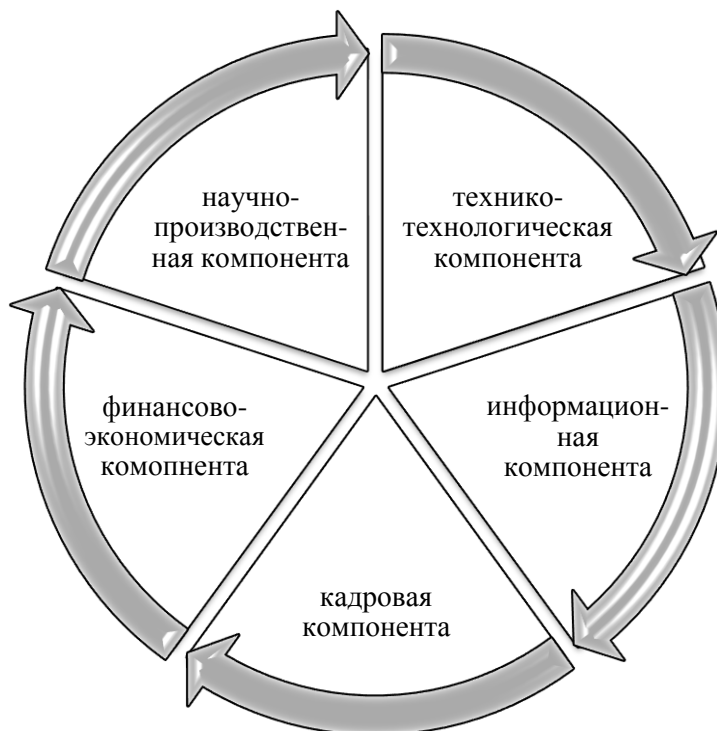 научно-
производствен-
ная компонента
технико-
технологическая
компонента
информацион-
ная
компонента
кадровая
компонента
финансово-
экономическая
комопнента